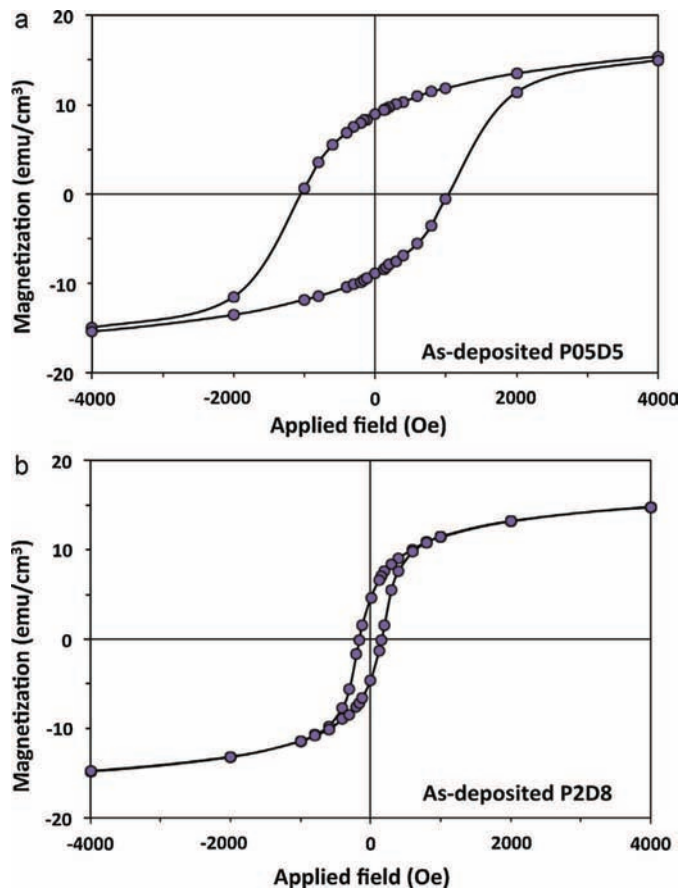 a
20
10
0
-10
-20
Magnetization (emu/cm³)
As-deposited P05D5
-4000 -2000 0 2000 4000
Applied field (Oe)
b
20
10
0
-10
-20
Magnetization (emu/cm³)
As-deposited P2D8
-4000 -2000 0 2000 4000
Applied field (Oe)